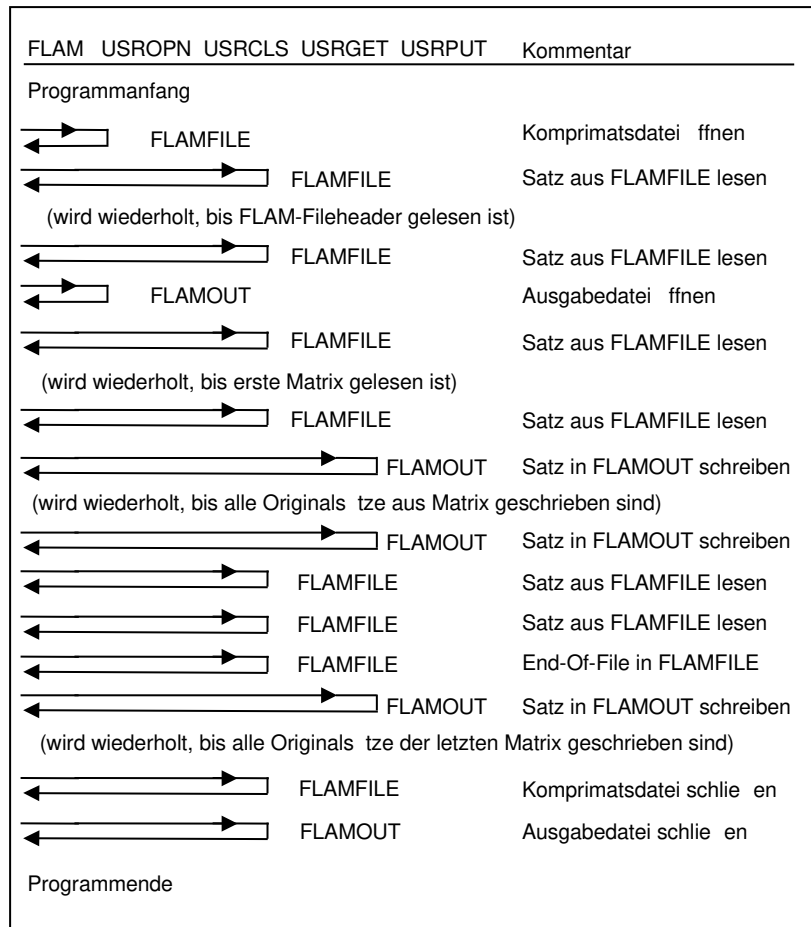 FLAM USROPN USRCLS USRGET USRPUT Kommentar
Programmanfang
FLAMFILE Komprimatsdatei ffnen
FLAMFILE Satz aus FLAMFILE lesen
(wird wiederholt, bis FLAM-Fileheader gelesen ist)
FLAMFILE Satz aus FLAMFILE lesen
FLAMOUT Ausgabedatei ffnen
FLAMFILE Satz aus FLAMFILE lesen
(wird wiederholt, bis erste Matrix gelesen ist)
FLAMFILE Satz aus FLAMFILE lesen
FLAMOUT Satz in FLAMOUT schreiben
(wird wiederholt, bis alle Originals tze aus Matrix geschrieben sind)
FLAMOUT Satz in FLAMOUT schreiben
FLAMFILE Satz aus FLAMFILE lesen
FLAMFILE Satz aus FLAMFILE lesen
FLAMFILE End-Of-File in FLAMFILE
FLAMOUT Satz in FLAMOUT schreiben
(wird wiederholt, bis alle Originals tze der letzten Matrix geschrieben sind)
FLAMFILE Komprimatsdatei schlie en
FLAMOUT Ausgabedatei schlie en
Programmende